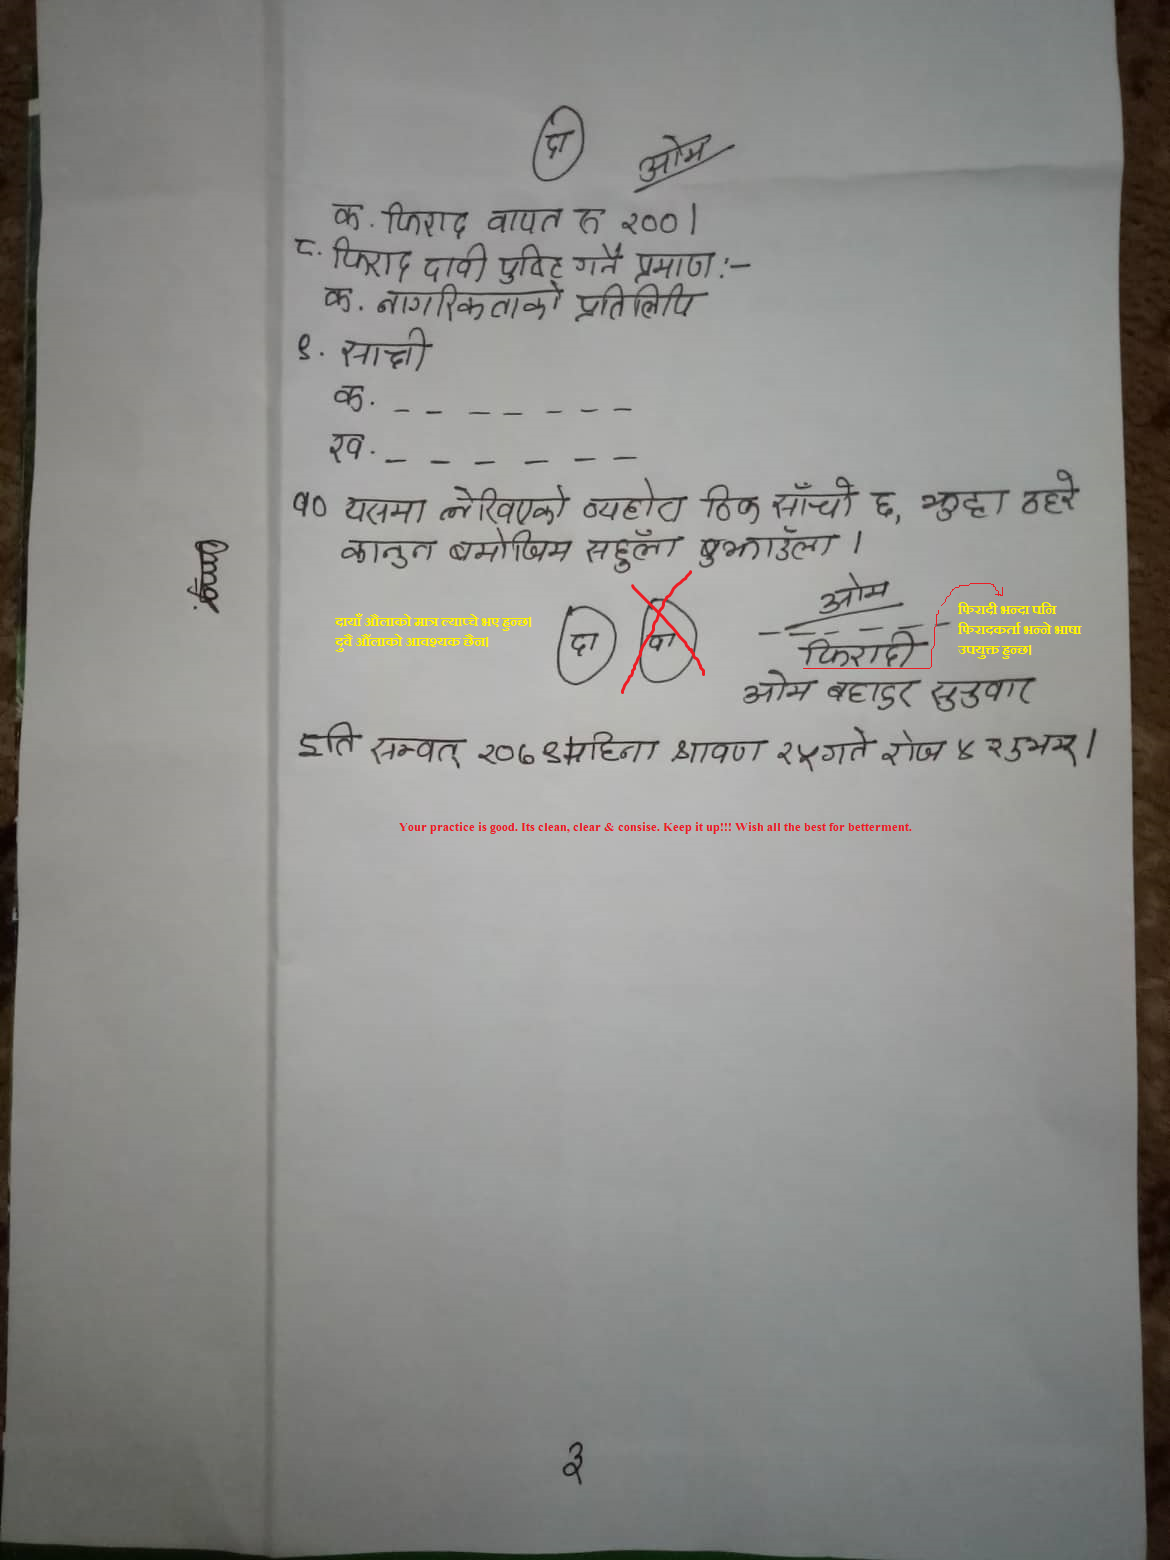 दा
ओम
क. फिराद वापत रु २००।
८. फिराद दावी पुष्टि गर्ने प्रमाण:-
क. नागरिकताको प्रतिलिपि
९. साक्षी
क. _ _ _ _ _ _ _
ख. _ _ _ _ _ _
१० यसमा लेखिएको व्यहोरा ठिक साँचो छ, झुठ्ठा ठहरे
कानुन बमोजिम सहुँला बुझाउँला ।
दायाँ औलाको मात्र ल्याप्चे भए हुन्छ।
दुवै औंलाको आवश्यक छैन।
दा
ओम
फिरादी भन्दा पनि
फिरादकर्ता भन्ने भाषा
उपयुक्त हुन्छ।
फिरादी
ओम बहादुर सुनुवार
इति सम्वत् २०७९ महिना श्रावण २५ गते रोज ४ शुभम्।
Your practice is good. Its clean, clear & consise. Keep it up!!! Wish all the best for betterment.
३